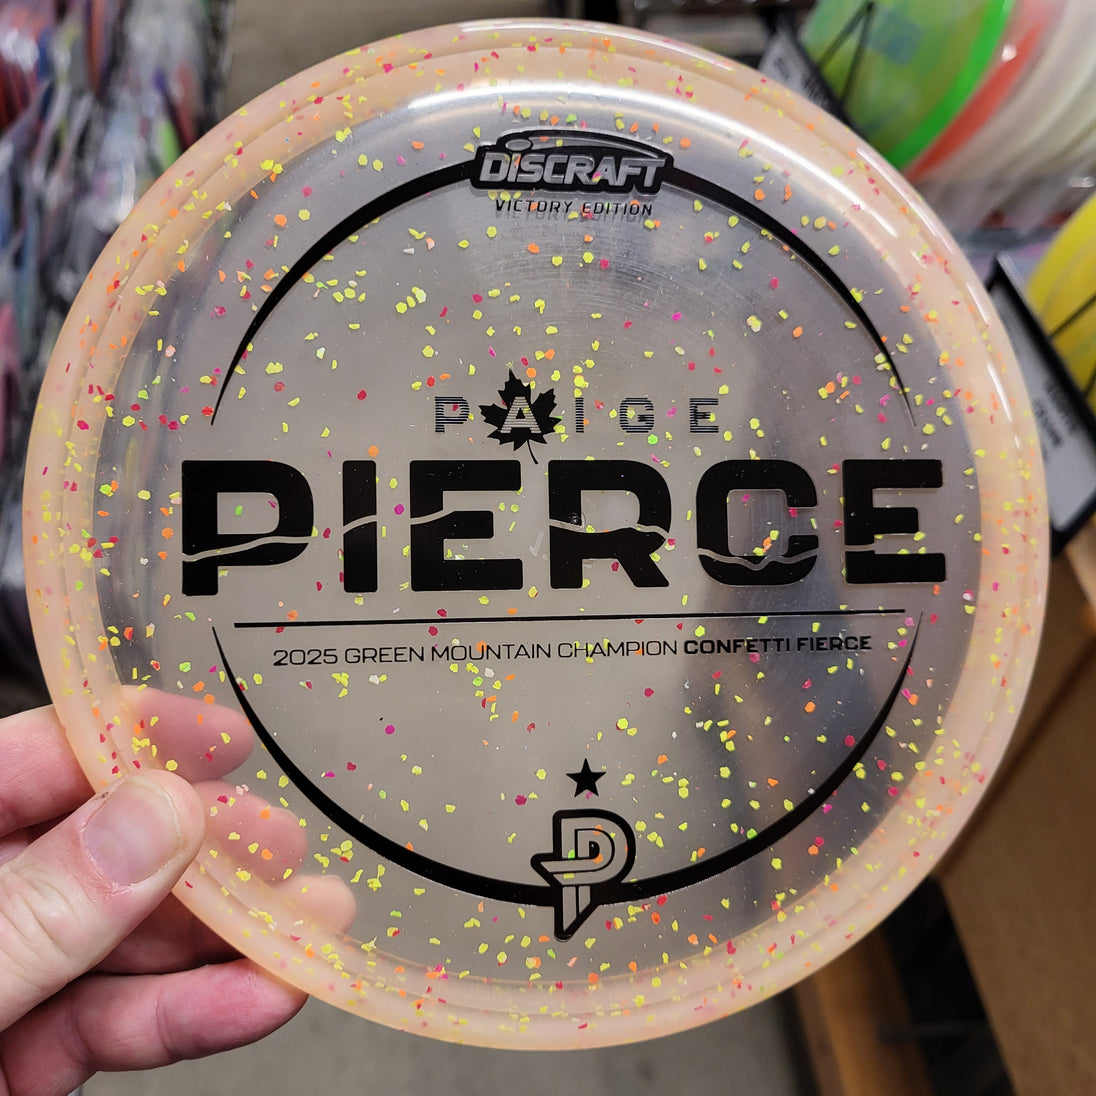 DISCRAFT
VICTORY EDITION
PAIGE
PIERCE
2025 GREEN MOUNTAIN CHAMPION CONFETTI FIERCE